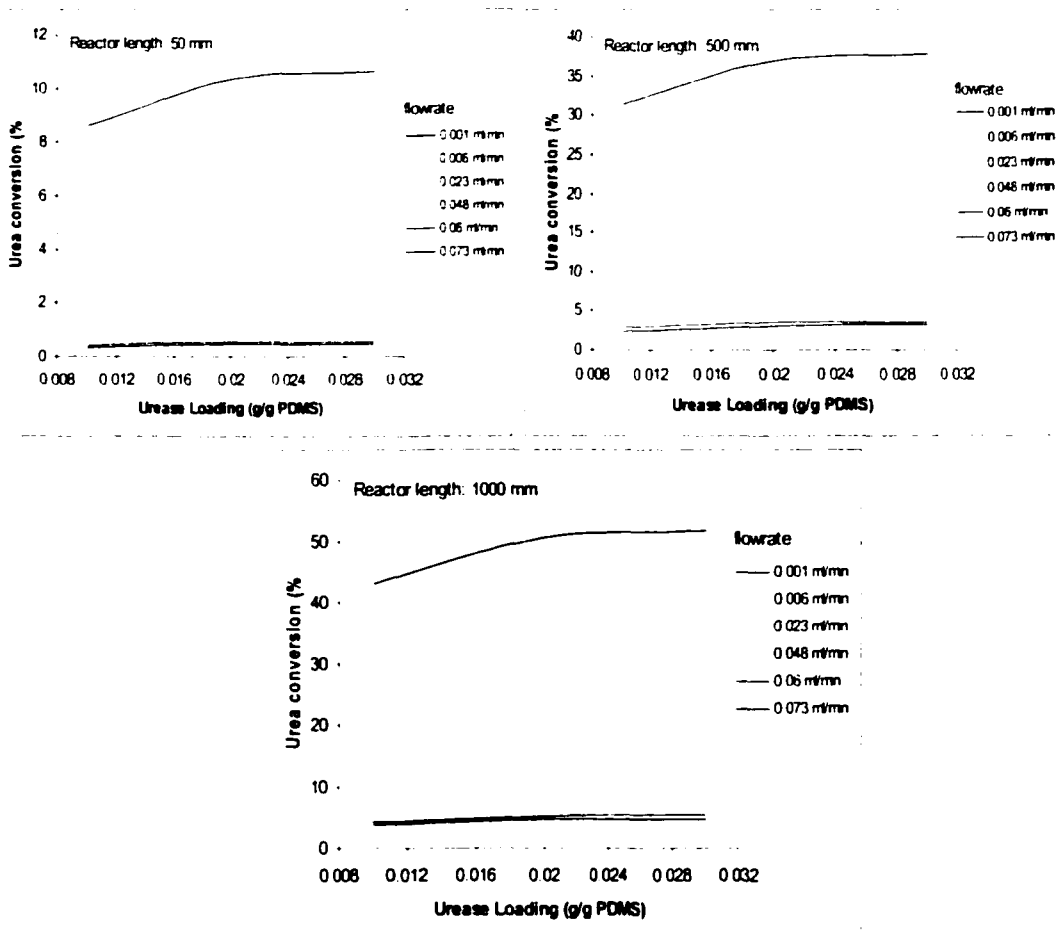 Reactor length 50 mm
12
10
8
6
4
2
0
Urea conversion (%
0.008 0.012 0.016 0.02 0.024 0.028 0.032
Urease Loading (g/g PDMS)
flowrate
0.001 ml/min
0.006 ml/min
0.023 ml/min
0.048 ml/min
0.06 ml/min
0.073 ml/min
Reactor length 500 mm
40
35
30
25
20
15
10
5
0
Urea conversion (%
0.008 0.012 0.016 0.02 0.024 0.028 0.032
Urease Loading (g/g PDMS)
flowrate
0.001 ml/min
0.006 ml/min
0.023 ml/min
0.048 ml/min
0.06 ml/min
0.073 ml/min
Reactor length: 1000 mm
60
50
40
30
20
10
0
Urea conversion (%
0.008 0.012 0.016 0.02 0.024 0.028 0.032
Urease Loading (g/g PDMS)
flowrate
0.001 ml/min
0.006 ml/min
0.023 ml/min
0.048 ml/min
0.06 ml/min
0.073 ml/min